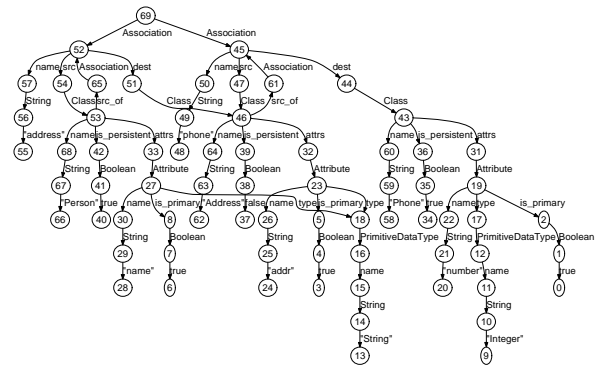 69
Association Association
52 45
name src Association dest name src Association dest
57 54 65 51 50 47 61 44
String Class src_of Class String Class src_of Class
56 53 49 46 43
"address" name is_persistent attrs "phone" name is_persistent attrs name is_persistent attrs
55 68 42 33 48 64 39 32 60 36 31
String Boolean Attribute String Boolean Attribute String Boolean Attribute
67 41 27 63 38 23 59 35 19
"Person" true name is_primary "Address" false name type is_primary type "Phone" true name type is_primary
66 40 30 8 62 37 26 5 18 58 34 22 17 2
String Boolean String Boolean PrimitiveDataType String PrimitiveDataType Boolean
29 7 25 4 16 21 12 1
"name" true "addr" true name "number" name true
28 6 24 3 15 20 11 0
String String
14 10
"String" "Integer"
13 9